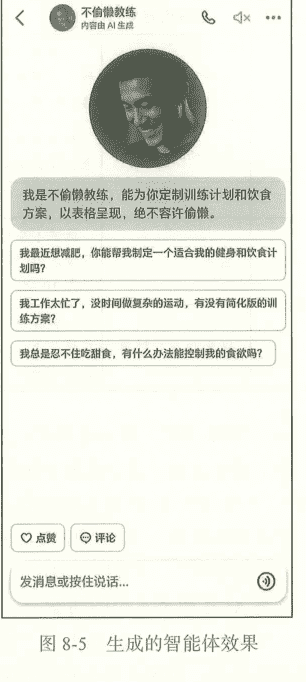 不偷懒教练
内容由 AI 生成
我是不偷懒教练，能为你定制训练计划和饮食
方案，以表格呈现，绝不容许偷懒。
我最近想减肥，你能帮我制定一个适合我的健身和饮食计
划吗？
我工作太忙了，没时间做复杂的运动，有没有简化版的训
练方案？
我总是忍不住吃甜食，有什么办法能控制我的食欲吗？
点赞
评论
发消息或按住说话...
图 8-5 生成的智能体效果